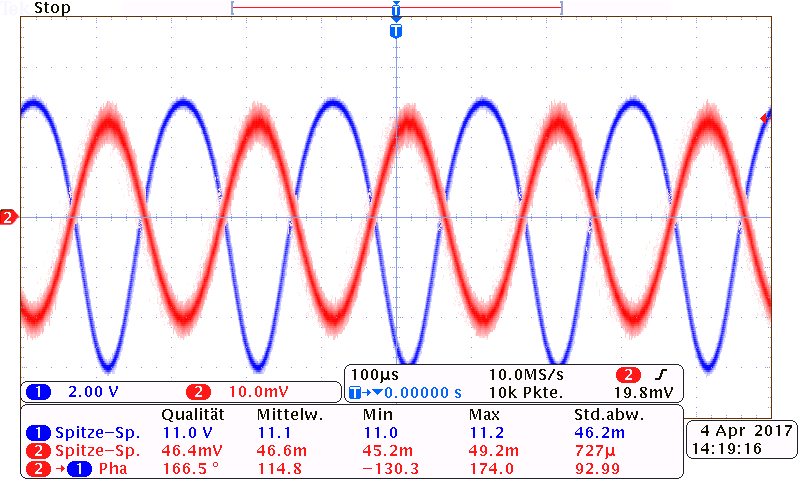 Tek Stop
T
T
2
1 2.00 V 2 10.0mV
100µs 10.0MS/s 2
T 0.00000 s 10k Pkte. 19.8mV
Qualität Mittelw. Min Max Std.abw.
1 Spitze-Sp. 11.0 V 11.1 11.0 11.2 46.2m
2 Spitze-Sp. 46.4mV 46.6m 45.2m 49.2m 727µ
2 → 1 Pha 166.5 ° 114.8 −130.3 174.0 92.99
4 Apr 2017
14:19:16